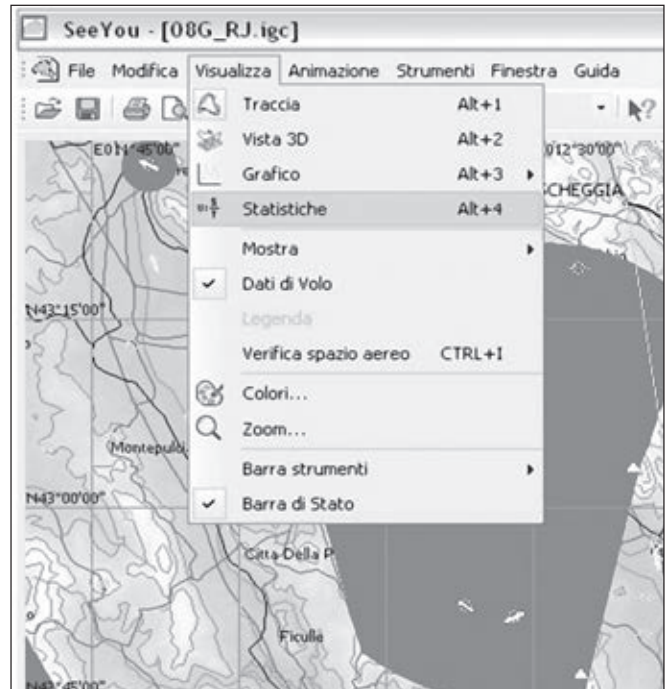 SeeYou - [08G_RJ.igc]
File Modifica Visualizza Animazione Strumenti Finestra Guida
Traccia Alt+1
Vista 3D Alt+2
Grafico Alt+3
Statistiche Alt+4
Mostra
Dati di Volo
Legenda
Verifica spazio aereo CTRL+I
Colori...
Zoom...
Barra strumenti
Barra di Stato
E011°45'00"
012°30'00"
SCHEGGIA
N43°15'00"
Montepulci
N43°00'00"
Citta Della P
Ficulle
N42°45'00"